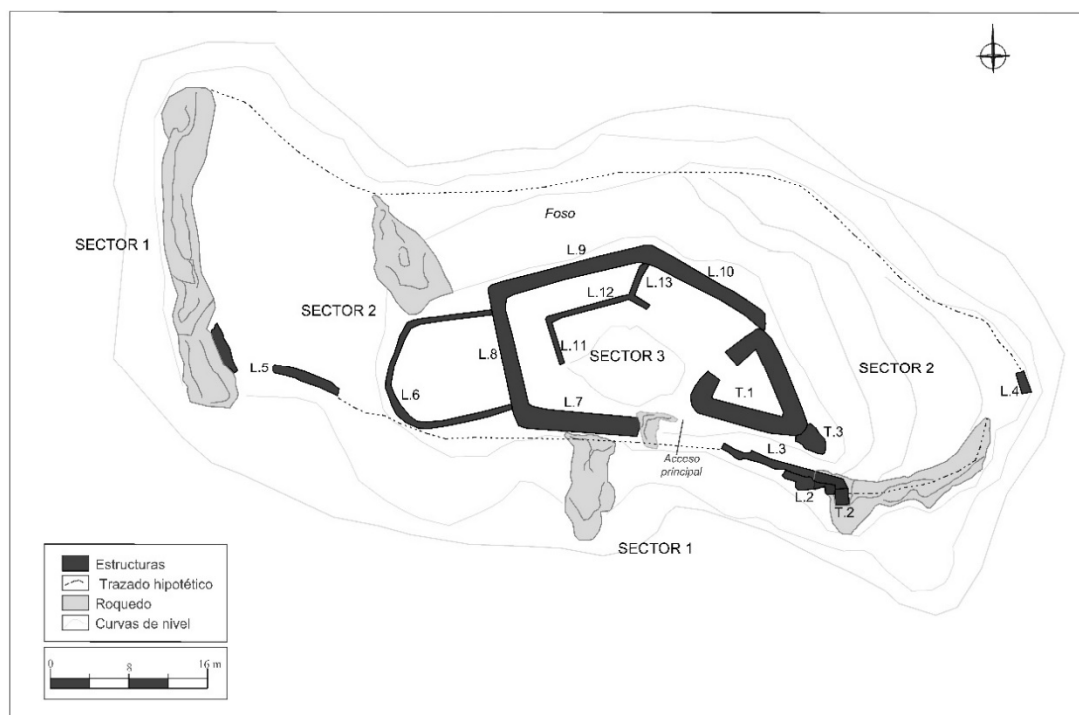 Foso
SECTOR 1
L.9
L.10
L.13
L.12
SECTOR 2
L.8
L.11
SECTOR 3
SECTOR 2
L.5
L.6
L.4
T.1
L.7
T.3
L.3
Acceso
principal
L.2
T.2
SECTOR 1
Estructuras
Trazado hipotético
Roquedo
Curvas de nivel
0
8
16 m